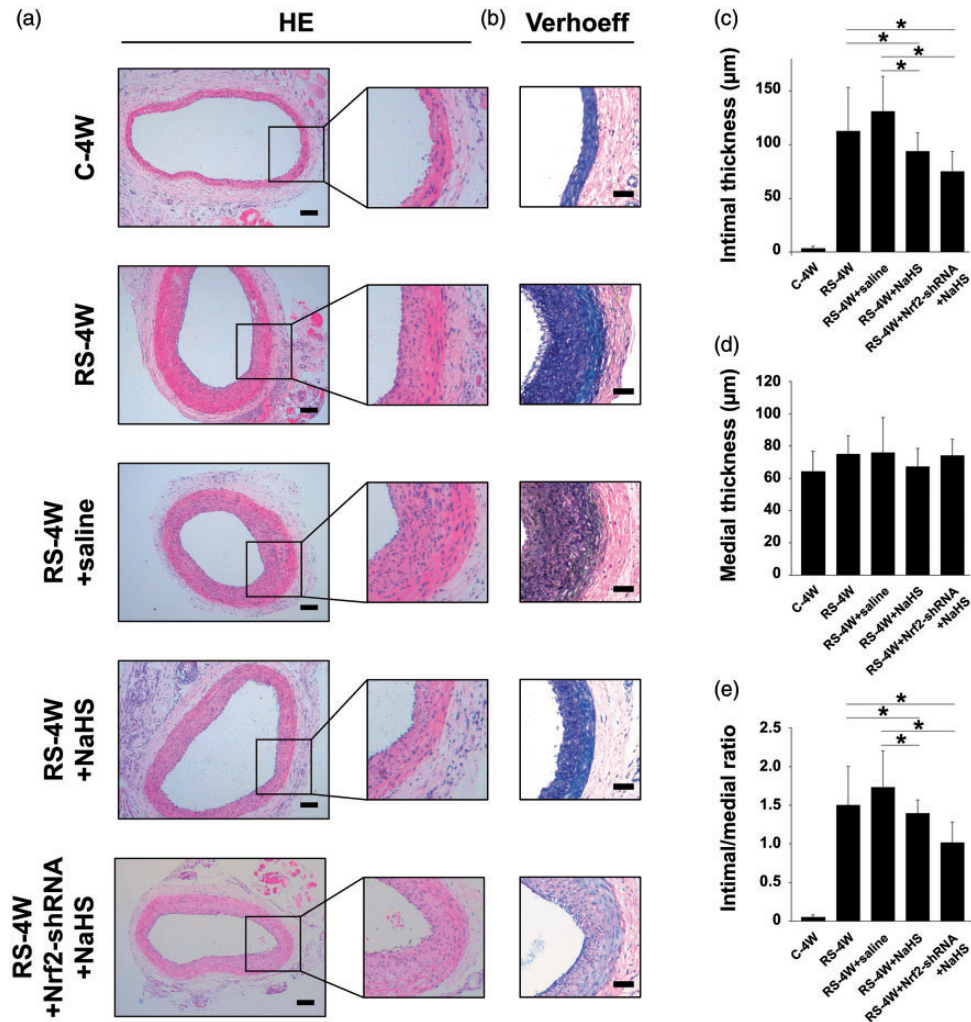 (a)
HE
(b)
Verhoeff
C-4W
RS-4W
RS-4W
+saline
RS-4W
+NaHS
RS-4W
+Nrf2-shRNA
+NaHS
(c)
*
*
*
*
Intimal thickness (μm)
150
100
50
0
C-4W
RS-4W
RS-4W+saline
RS-4W+NaHS
RS-4W+Nrf2-shRNA
+NaHS
(d)
Medial thickness (μm)
120
100
80
60
40
20
0
C-4W
RS-4W
RS-4W+saline
RS-4W+NaHS
RS-4W+Nrf2-shRNA
+NaHS
(e)
*
*
*
*
Intimal/medial ratio
2.5
2.0
1.5
1.0
0.5
0
C-4W
RS-4W
RS-4W+saline
RS-4W+NaHS
RS-4W+Nrf2-shRNA
+NaHS